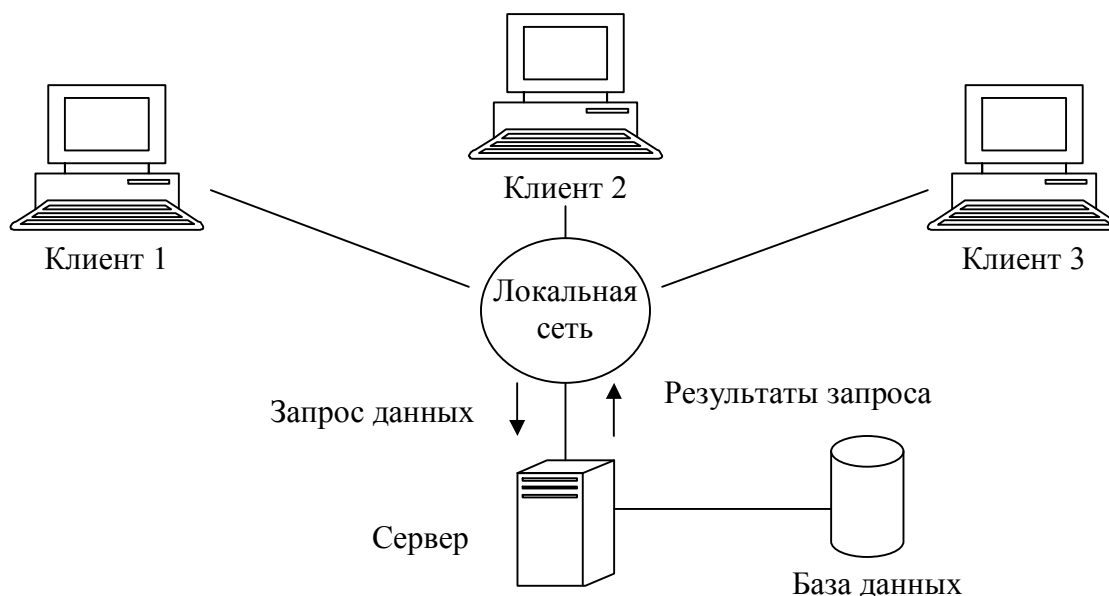 Клиент 2
Клиент 1
Клиент 3
Локальная
сеть
Запрос данных
Результаты запроса
Сервер
База данных